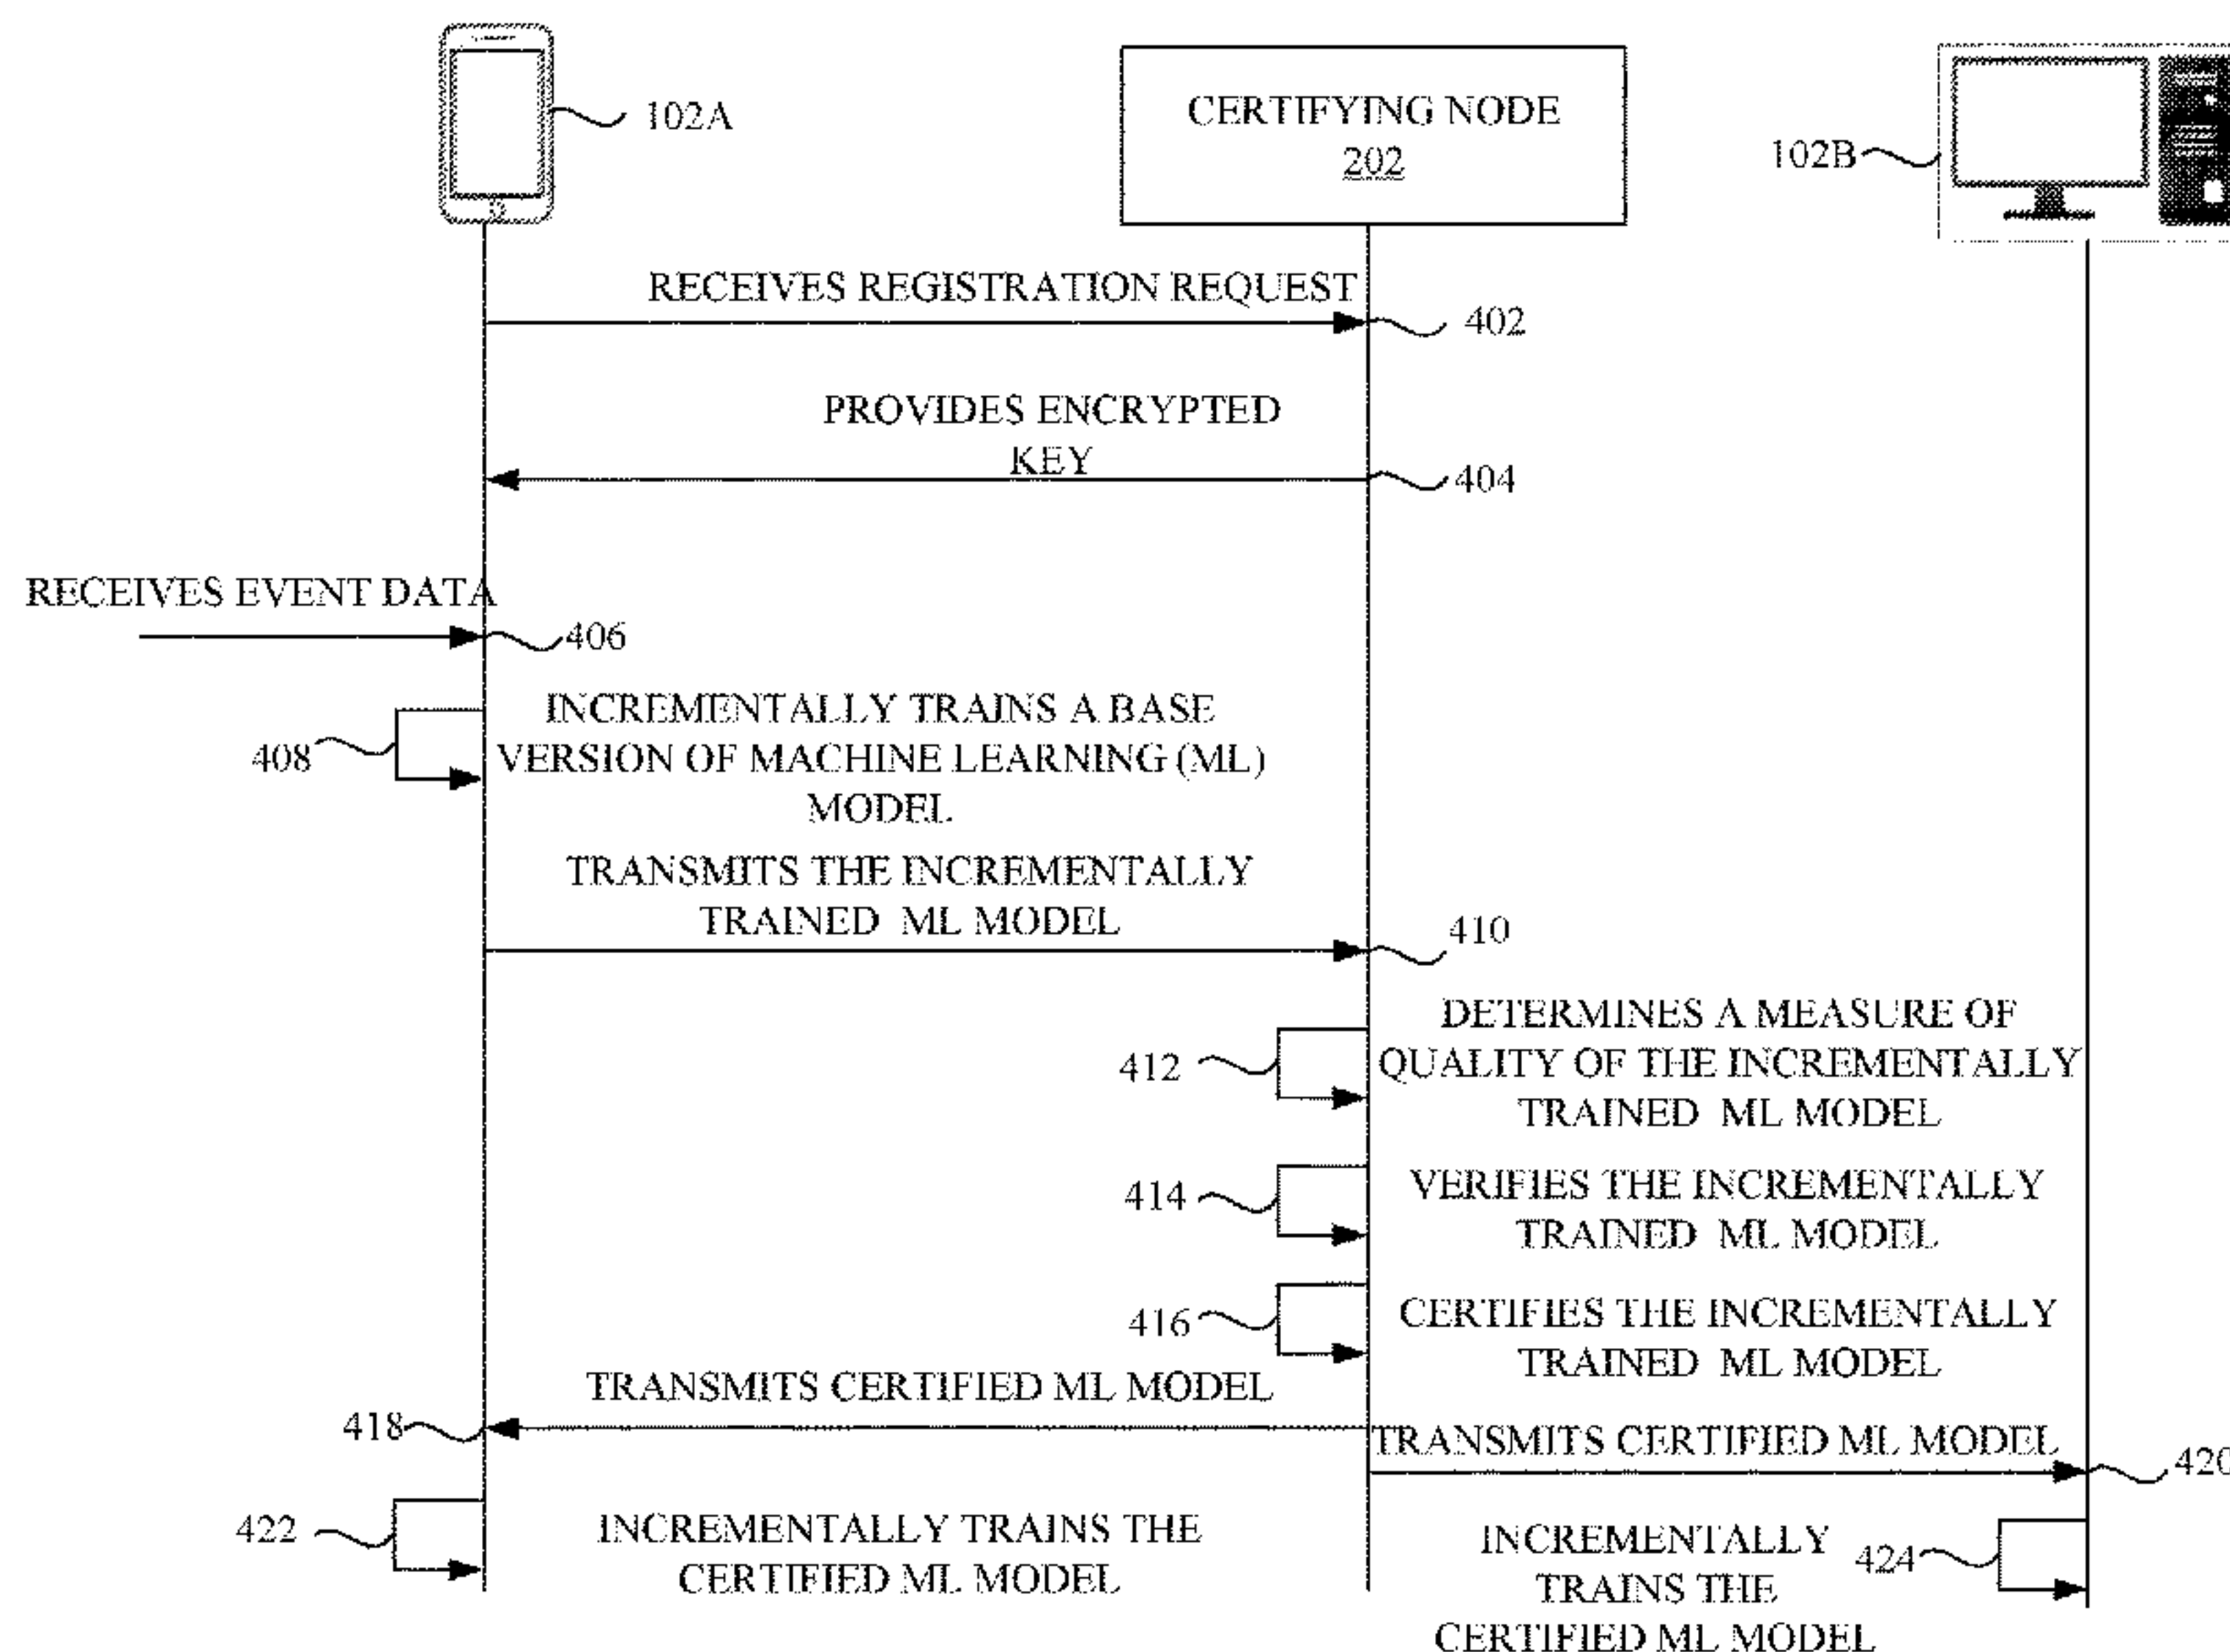 102A
CERTIFYING NODE
202
102B
RECEIVES REGISTRATION REQUEST
402
PROVIDES ENCRYPTED
KEY
404
RECEIVES EVENT DATA
406
INCREMENTALLY TRAINS A BASE
VERSION OF MACHINE LEARNING (ML)
MODEL
408
TRANSMITS THE INCREMENTALLY
TRAINED ML MODEL
410
DETERMINES A MEASURE OF
QUALITY OF THE INCREMENTALLY
TRAINED ML MODEL
412
VERIFIES THE INCREMENTALLY
TRAINED ML MODEL
414
CERTIFIES THE INCREMENTALLY
TRAINED ML MODEL
416
TRANSMITS CERTIFIED ML MODEL
418
TRANSMITS CERTIFIED ML MODEL
420
422
INCREMENTALLY TRAINS THE
CERTIFIED ML MODEL
INCREMENTALLY
TRAINS THE
CERTIFIED ML MODEL
424